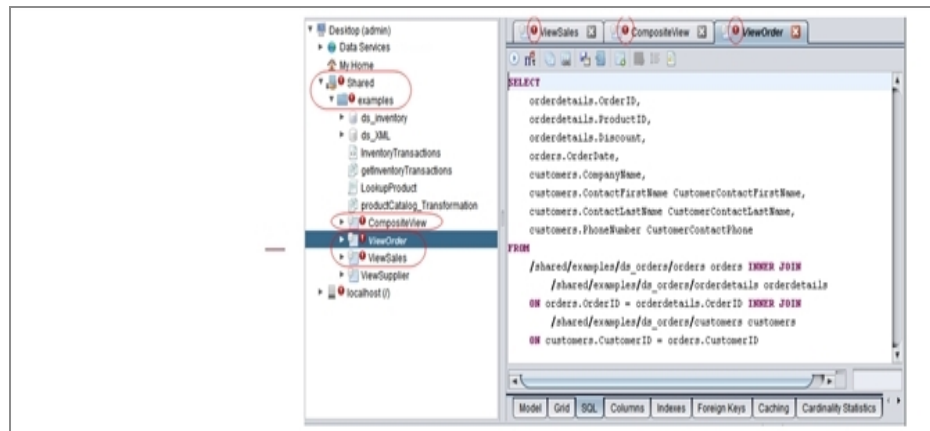 Desktop (admin)
Data Services
My Home
Shared
examples
ds_inventory
ds_XML
InventoryTransactions
getInventoryTransactions
LookupProduct
productCatalog_Transformation
CompositeView
ViewOrder
ViewSales
ViewSupplier
localhost (/)
ViewSales CompositeView ViewOrder
SELECT
orderdetails.OrderID,
orderdetails.ProductID,
orderdetails.Discount,
orders.OrderDate,
customers.CompanyName,
customers.ContactFirstName CustomerContactFirstName,
customers.ContactLastName CustomerContactLastName,
customers.PhoneNumber CustomerContactPhone
FROM
/shared/examples/ds_orders/orders orders INNER JOIN
/shared/examples/ds_orders/orderdetails orderdetails
ON orders.OrderID = orderdetails.OrderID INNER JOIN
/shared/examples/ds_orders/customers customers
ON customers.CustomerID = orders.CustomerID
Model Grid SQL Columns Indexes Foreign Keys Caching Cardinality Statistics